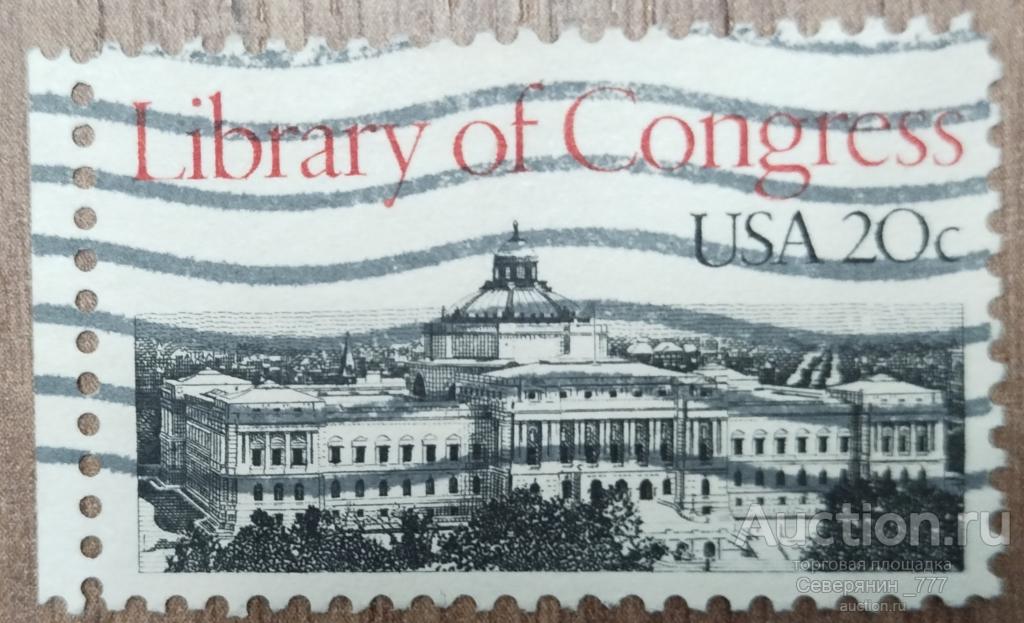 Library of Congress
USA 20c
Auction.ru
торговая площадка
Северянин_777
auction.ru